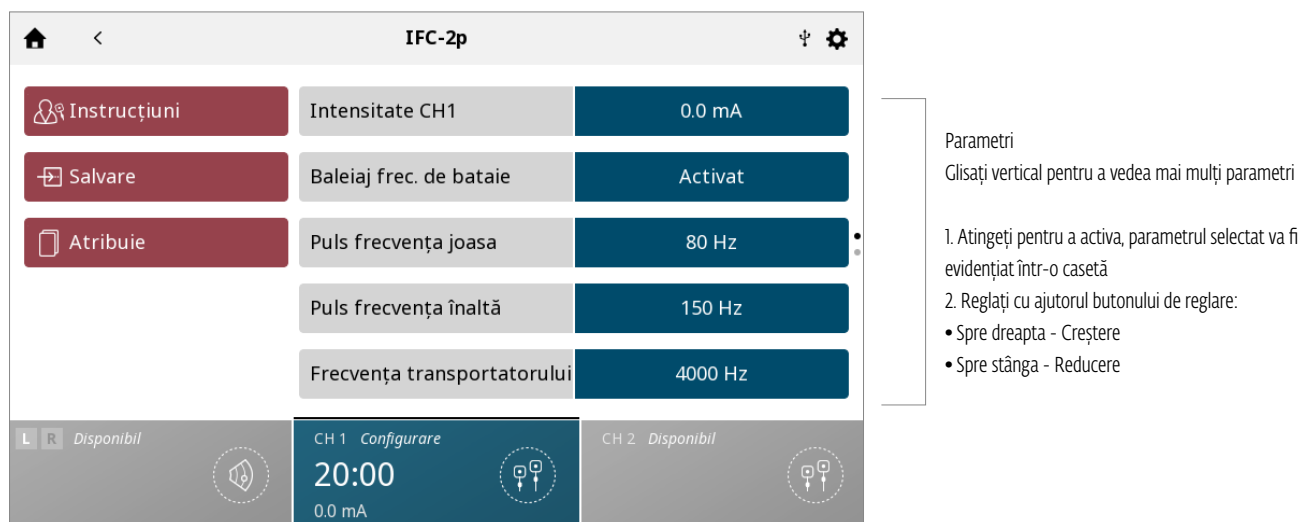 IFC-2p
Instrucțiuni
Salvare
Atribuie
Intensitate CH1
0.0 mA
Baleiaj frec. de bataie
Activat
Puls frecvența joasa
80 Hz
Puls frecvența înaltă
150 Hz
Frecvența transportatorului
4000 Hz
L R Disponibil
CH 1 Configurare
20:00
0.0 mA
CH 2 Disponibil
Parametri
Glisați vertical pentru a vedea mai mulți parametri
1. Atingeți pentru a activa, parametrul selectat va fi
evidențiat într-o casetă
2. Reglați cu ajutorul butonului de reglare:
• Spre dreapta - Creștere
• Spre stânga - Reducere